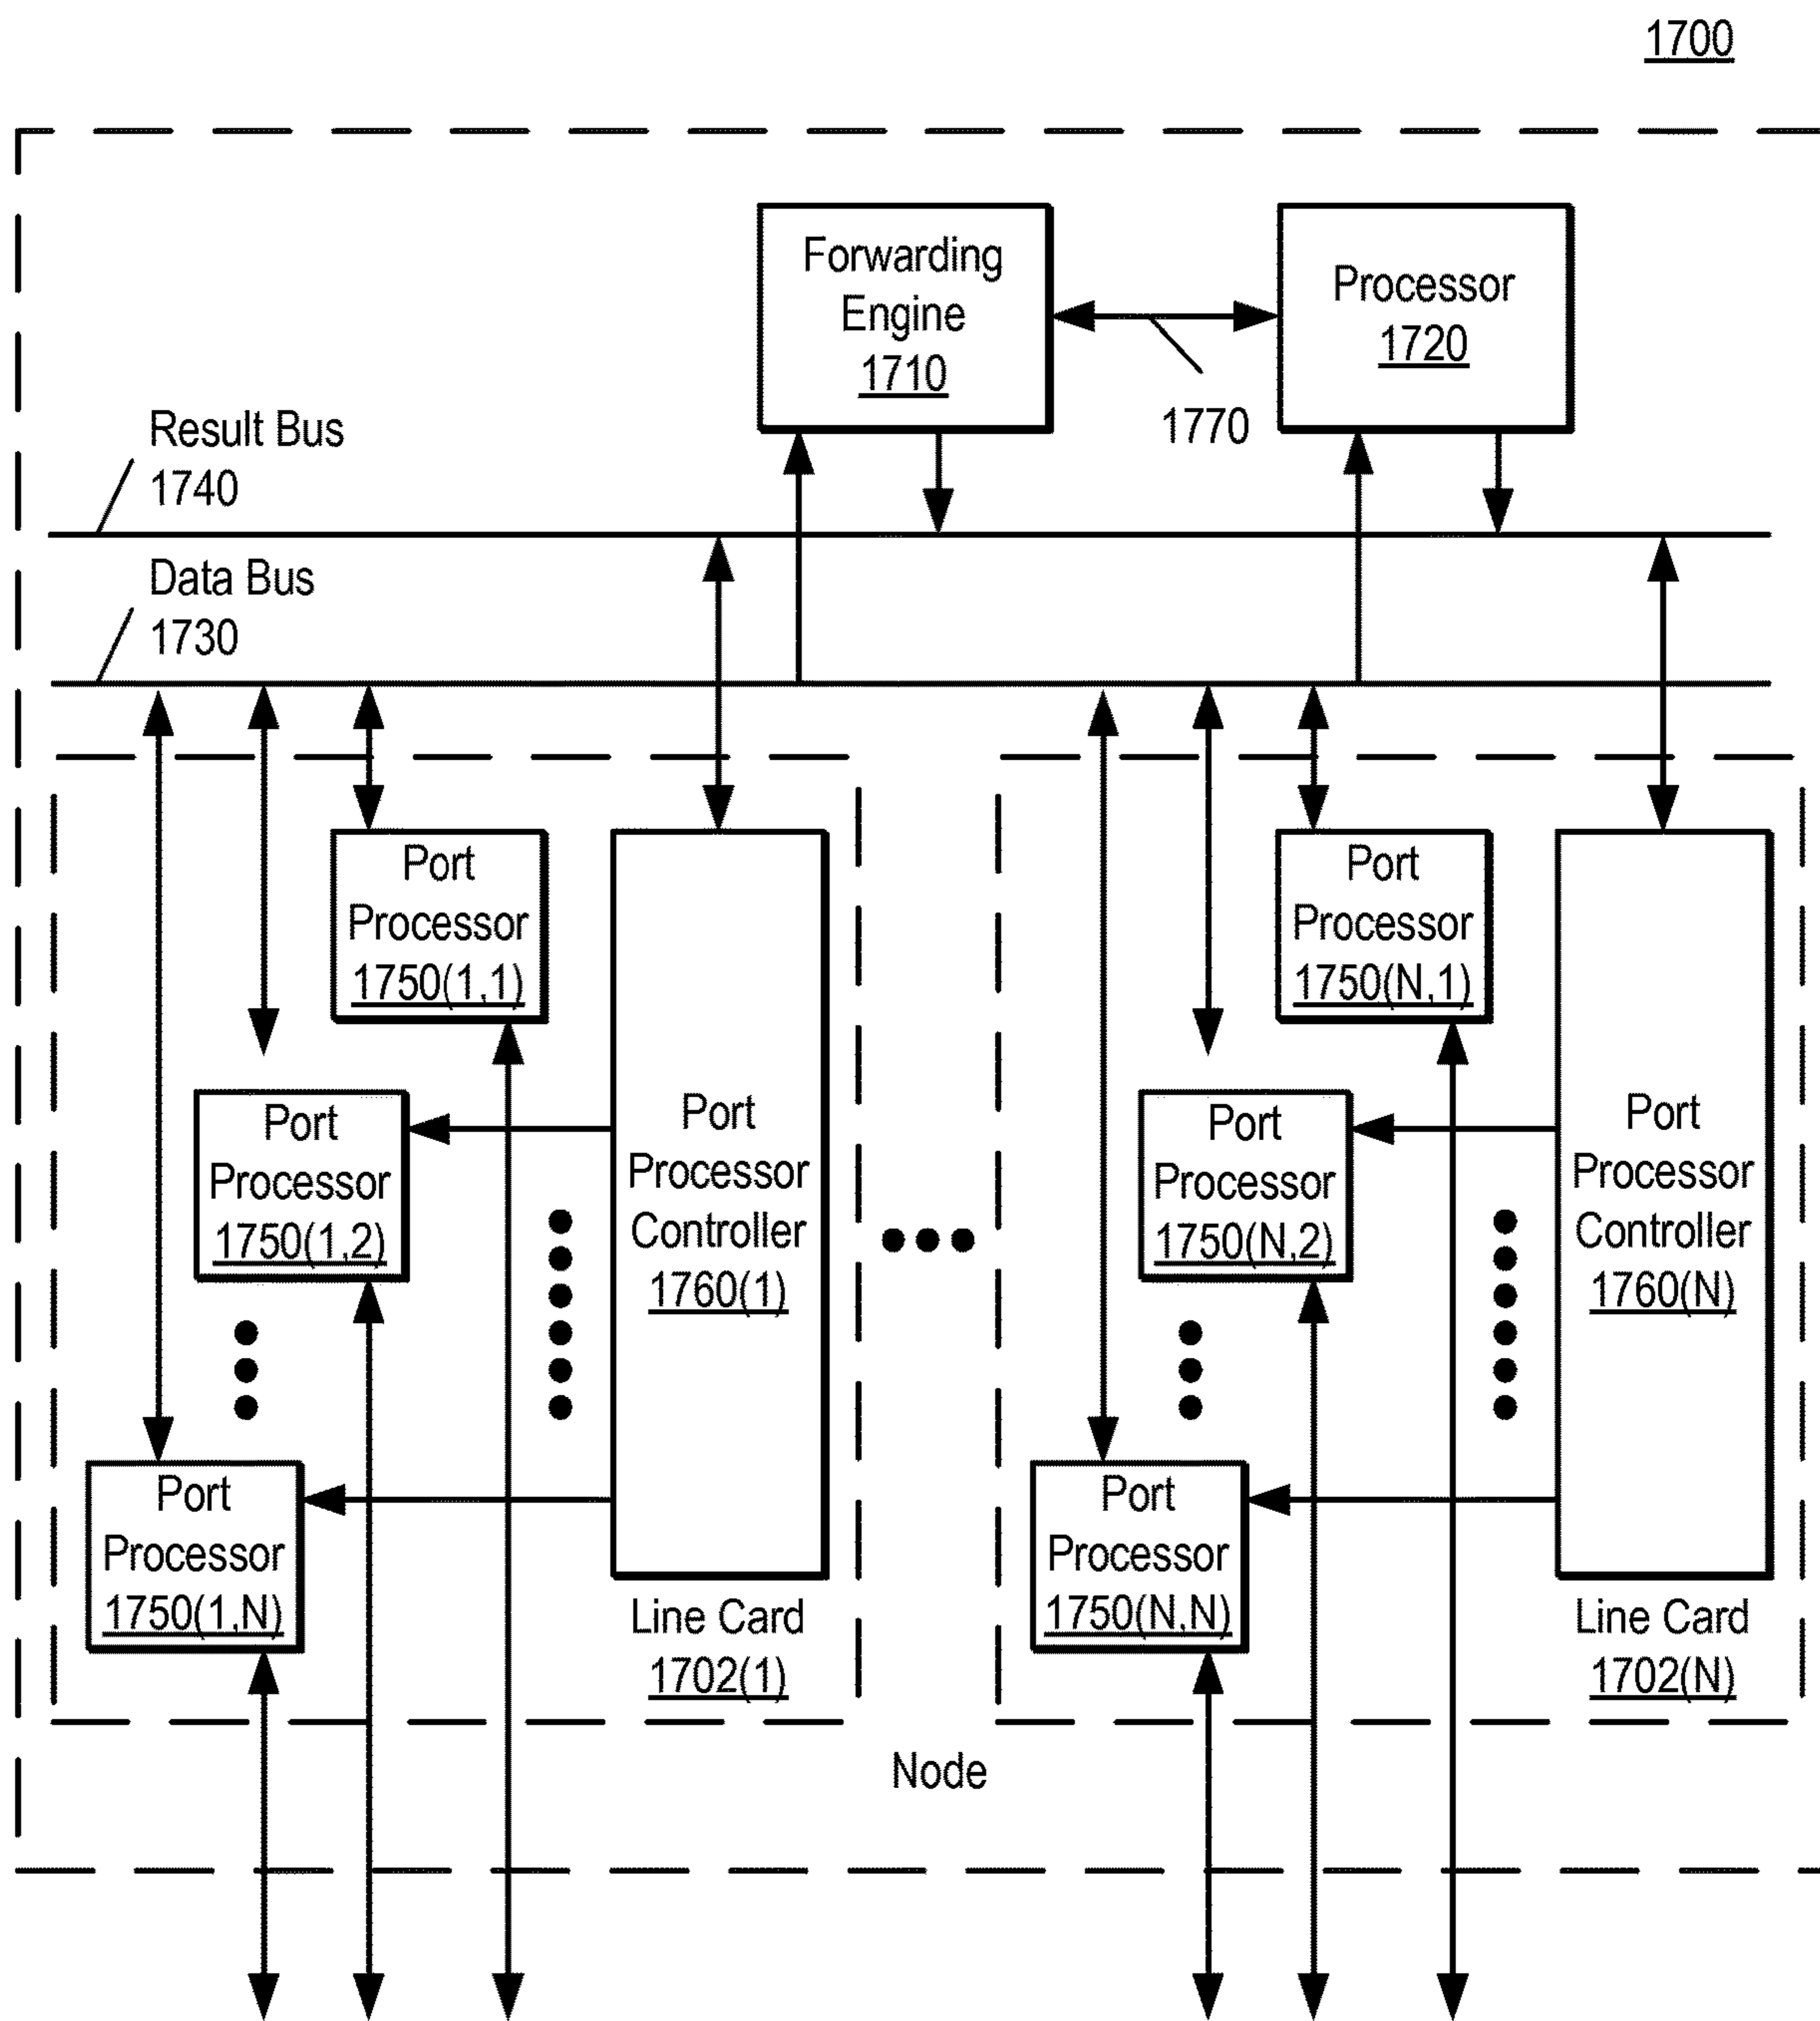 1700
Forwarding
Engine
1710
Processor
1720
1770
Result Bus
1740
Data Bus
1730
Port
Processor
1750(1,1)
Port
Processor
1750(1,2)
Port
Processor
1750(1,N)
Port
Processor
Controller
1760(1)
Line Card
1702(1)
Port
Processor
1750(N,1)
Port
Processor
1750(N,2)
Port
Processor
1750(N,N)
Port
Processor
Controller
1760(N)
Line Card
1702(N)
Node